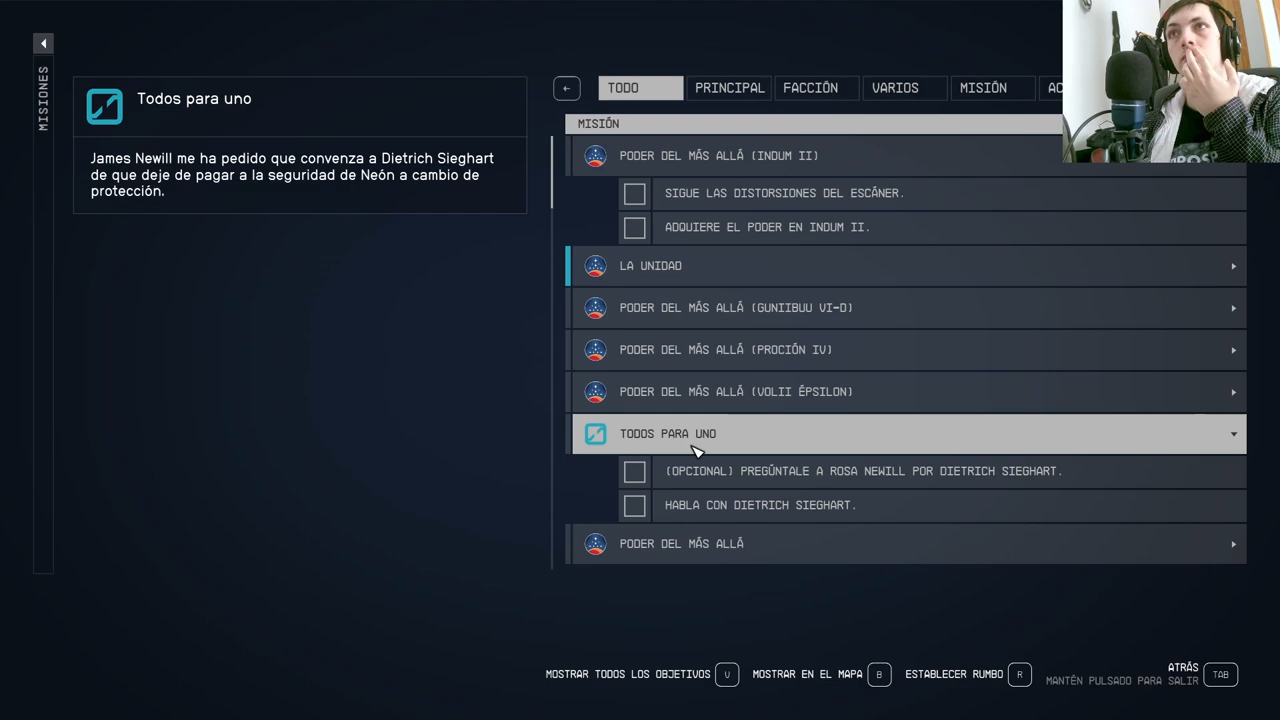 MISIONES
Todos para uno
James Newill me ha pedido que convenza a Dietrich Sieghart
de que deje de pagar a la seguridad de Neón a cambio de
protección.
TODO
PRINCIPAL
FACCIÓN
VARIOS
MISIÓN
MISIÓN
PODER DEL MÁS ALLÁ (INDUM II)
SIGUE LAS DISTORSIONES DEL ESCÁNER.
ADQUIERE EL PODER EN INDUM II.
LA UNIDAD
PODER DEL MÁS ALLÁ (GUNIIBUU VI-D)
PODER DEL MÁS ALLÁ (PROCIÓN IV)
PODER DEL MÁS ALLÁ (VOLII ÉPSILON)
TODOS PARA UNO
(OPCIONAL) PREGÚNTALE A ROSA NEWILL POR DIETRICH SIEGHART.
HABLA CON DIETRICH SIEGHART.
PODER DEL MÁS ALLÁ
MOSTRAR TODOS LOS OBJETIVOS U
MOSTRAR EN EL MAPA B
ESTABLECER RUMBO R
ATRÁS
MANTÉN PULSADO PARA SALIR
TAB